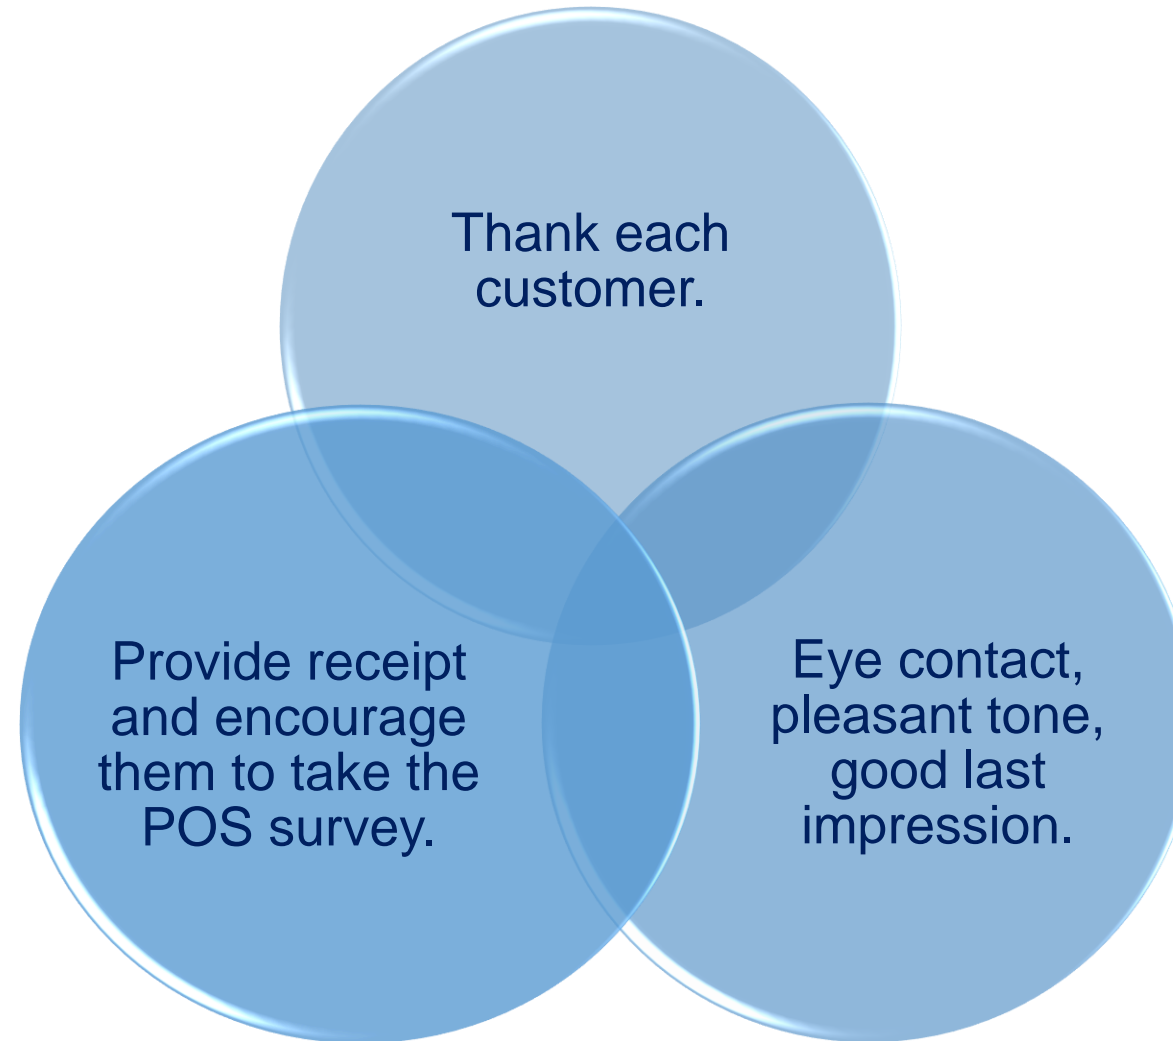 Thank each
customer.
Provide receipt
and encourage
them to take the
POS survey.
Eye contact,
pleasant tone,
good last
impression.